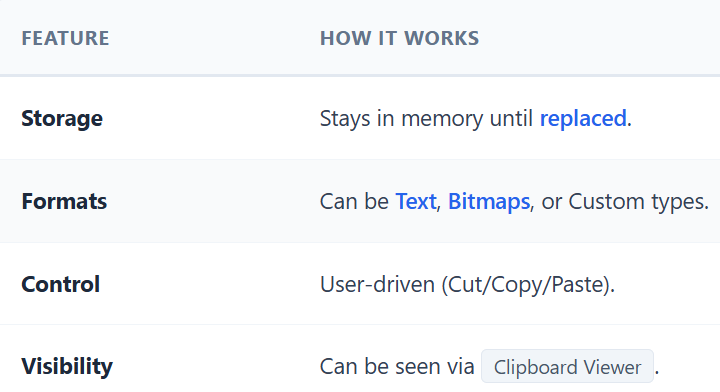 FEATURE HOW IT WORKS
Storage Stays in memory until replaced.
Formats Can be Text, Bitmaps, or Custom types.
Control User-driven (Cut/Copy/Paste).
Visibility Can be seen via Clipboard Viewer.